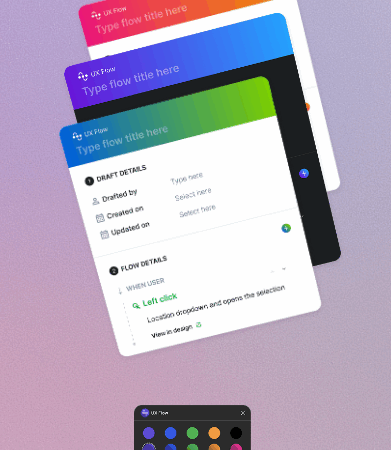 UX Flow
Type flow title here
UX Flow
Type flow title here
UX Flow
Type flow title here
1 DRAFT DETAILS
Drafted by Type here
Created on Select here
Updated on Select here
2 FLOW DETAILS
WHEN USER
Left click
Location dropdown and opens the selection
View in design
UX Flow